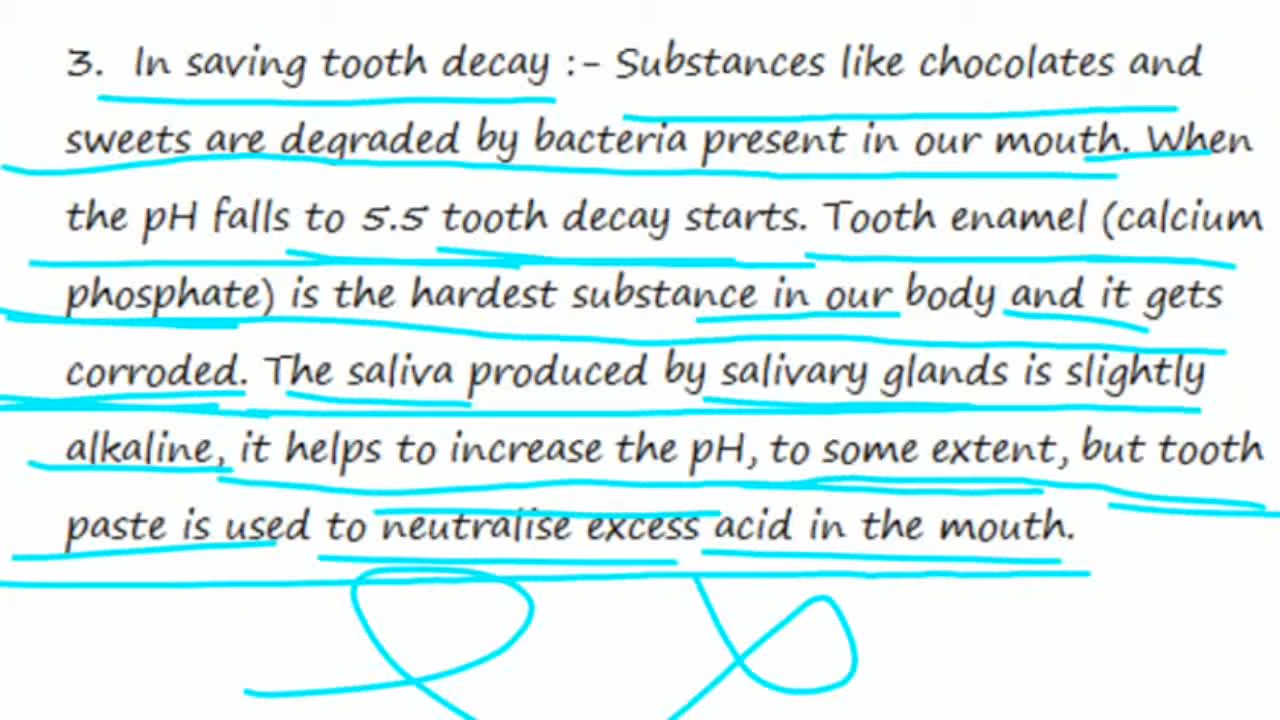 3. In saving tooth decay :- Substances like chocolates and
sweets are degraded by bacteria present in our mouth. When
the pH falls to 5.5 tooth decay starts. Tooth enamel (calcium
phosphate) is the hardest substance in our body and it gets
corroded. The saliva produced by salivary glands is slightly
alkaline, it helps to increase the pH, to some extent, but tooth
paste is used to neutralise excess acid in the mouth.